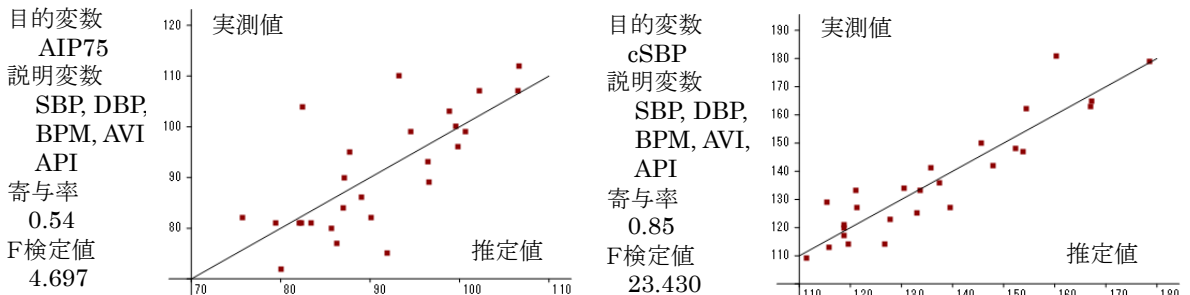 目的変数
AIP75
説明変数
SBP, DBP,
BPM, AVI
API
寄与率
0.54
F検定値
4.697
実測値
120
110
100
90
80
推定値
70 80 90 100 110
目的変数
cSBP
説明変数
SBP, DBP,
BPM, AVI,
API
寄与率
0.85
F検定値
23.430
実測値
190
180
170
160
150
140
130
120
110
推定値
110 120 130 140 150 160 170 180